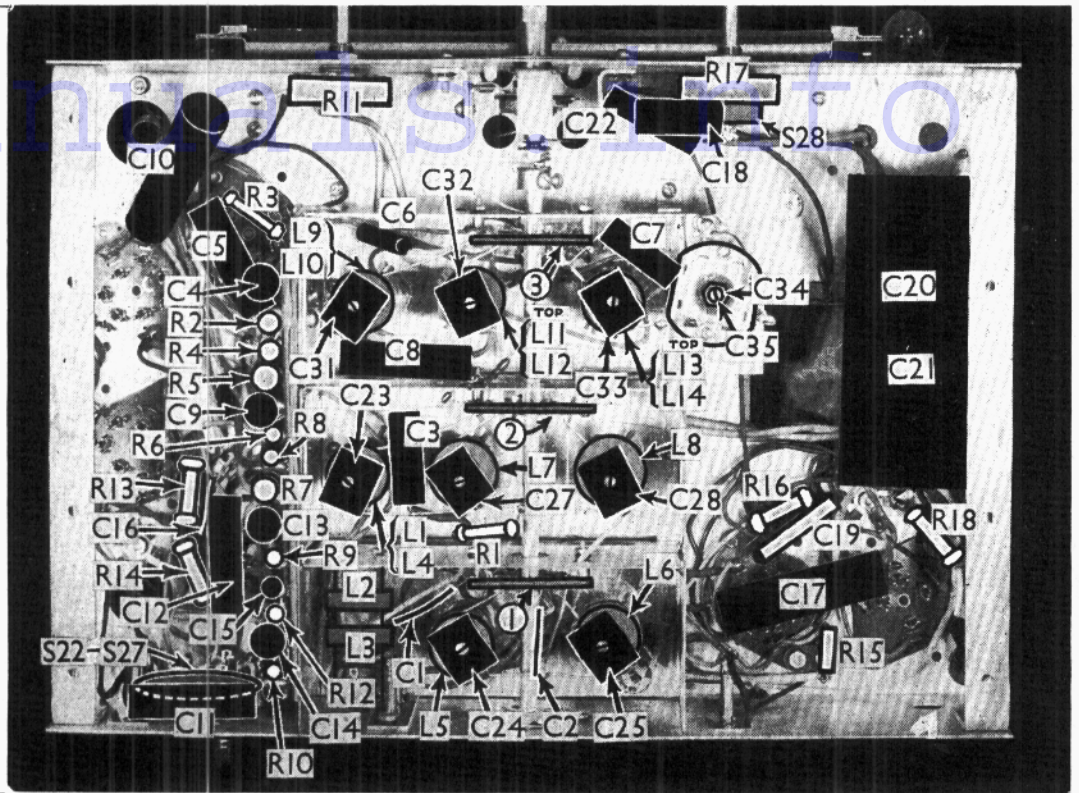 nuals info
R11
R17
C22
S28
C10
C18
C32
R3
C6
C5
L9
C7
L10
C4
③
C34
C20
TOP
R2
L11
TOP
C35
R4
C8
L12
L13
C31
C33
C21
R5
L14
C23
C9
R6
R8
C3
②
L8
R13
L7
R16
R7
C27
C28
R18
C16
C13
L1
R1
C19
R14
R9
L4
L6
C12
L2
C17
C15
①
S22–S27
L3
C1
R15
R12
C11
C14
L5
C24
C2
C25
R10